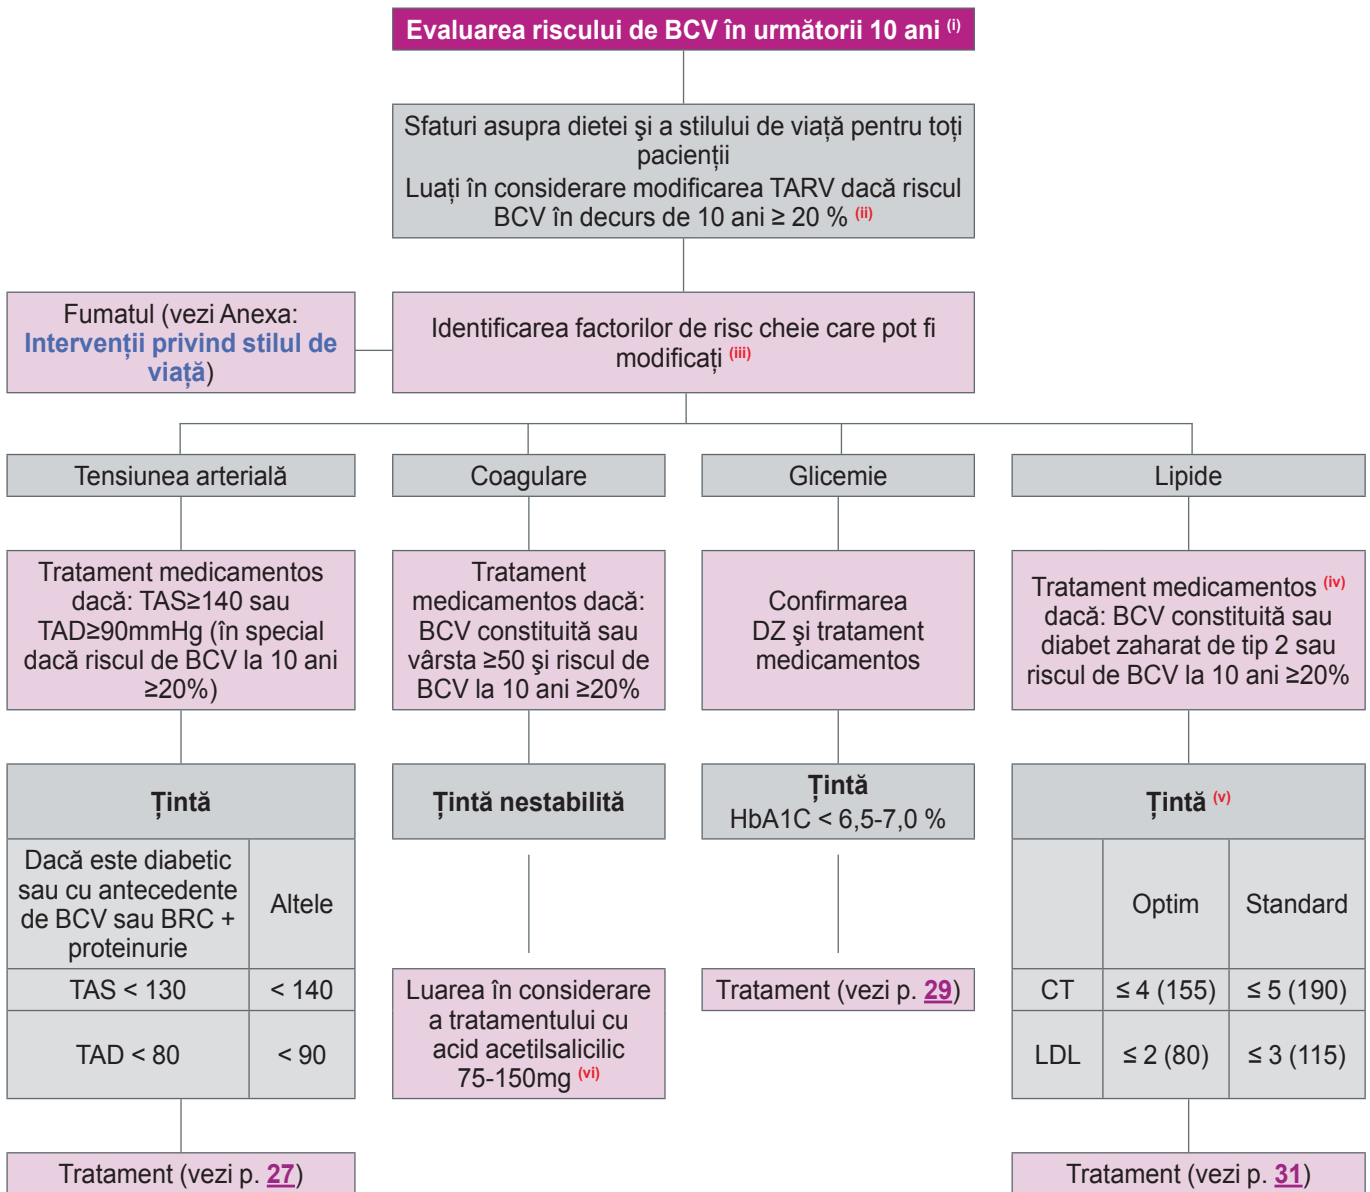 Evaluarea riscului de BCV în următorii 10 ani (i)
Sfaturi asupra dietei şi a stilului de viață pentru toți
pacienții
Luați în considerare modificarea TARV dacă riscul
BCV în decurs de 10 ani ≥ 20 % (ii)
Fumatul (vezi Anexa:
Intervenții privind stilul de
viață)
Identificarea factorilor de risc cheie care pot fi
modificați (iii)
Tensiunea arterială
Coagulare
Glicemie
Lipide
Tratament medicamentos
dacă: TAS≥140 sau
TAD≥90mmHg (în special
dacă riscul de BCV la 10 ani
≥20%)
Tratament
medicamentos dacă:
BCV constituită sau
vârsta ≥50 şi riscul de
BCV la 10 ani ≥20%
Confirmarea
DZ şi tratament
medicamentos
Tratament medicamentos (iv)
dacă: BCV constituită sau
diabet zaharat de tip 2 sau
riscul de BCV la 10 ani ≥20%
Țintă
Dacă este diabetic
sau cu antecedente
de BCV sau BRC +
proteinurie
Altele
TAS < 130
< 140
TAD < 80
< 90
Țintă nestabilită
Țintă
HbA1C < 6,5-7,0 %
Țintă (v)
Optim
Standard
CT
≤ 4 (155)
≤ 5 (190)
LDL
≤ 2 (80)
≤ 3 (115)
Luarea în considerare
a tratamentului cu
acid acetilsalicilic
75-150mg (vi)
Tratament (vezi p. 29)
Tratament (vezi p. 27)
Tratament (vezi p. 31)